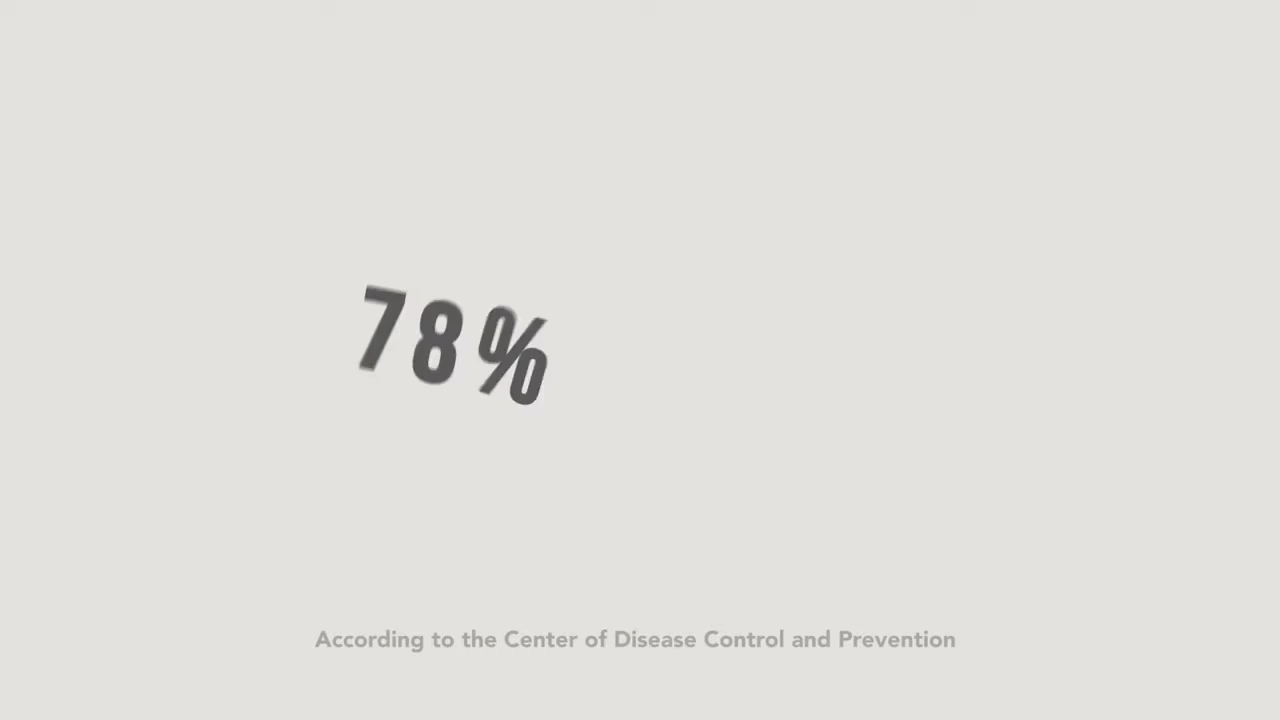 78%
According to the Center of Disease Control and Prevention